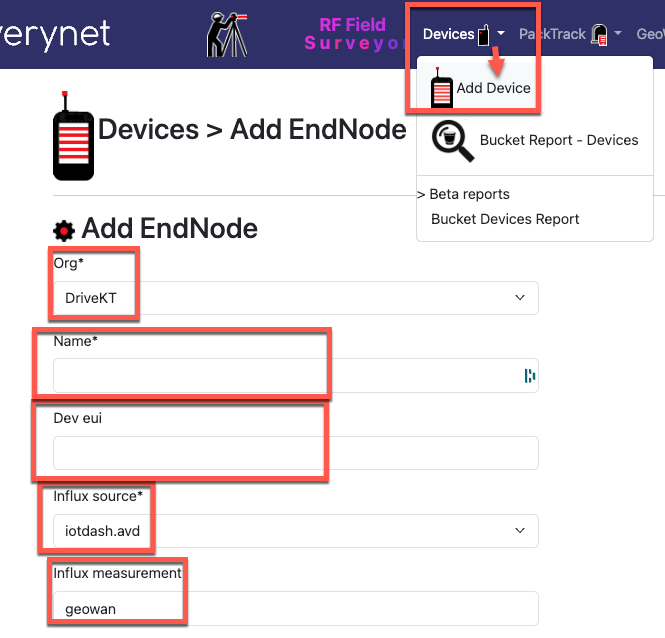 verynet
RF Field
Surveyor
Devices
PackTrack
Geo
Add Device
Bucket Report - Devices
> Beta reports
Bucket Devices Report
Devices > Add EndNode
Add EndNode
Org*
DriveKT
Name*
Dev eui
Influx source*
iotdash.avd
Influx measurement
geowan